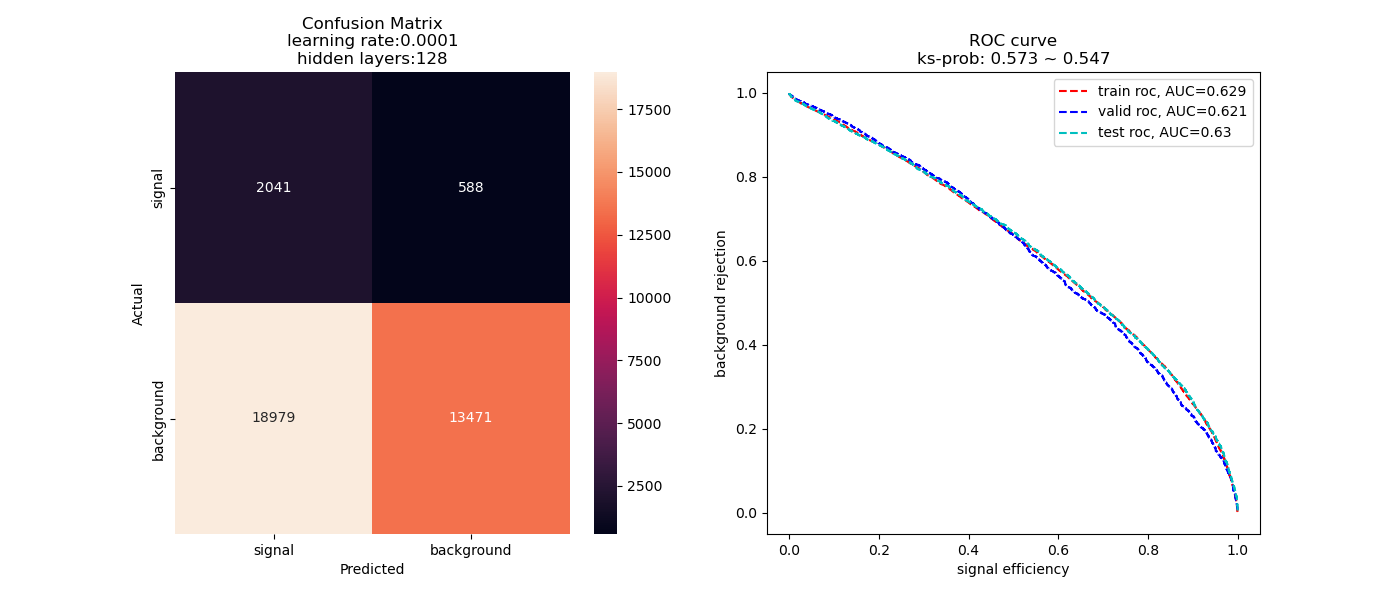 Confusion Matrix
learning rate:0.0001
hidden layers:128
signal
background
Actual
2041
588
18979
13471
signal
background
Predicted
17500
15000
12500
10000
7500
5000
2500
ROC curve
ks-prob: 0.573 ~ 0.547
train roc, AUC=0.629
valid roc, AUC=0.621
test roc, AUC=0.63
background rejection
1.0
0.8
0.6
0.4
0.2
0.0
0.0
0.2
0.4
0.6
0.8
1.0
signal efficiency